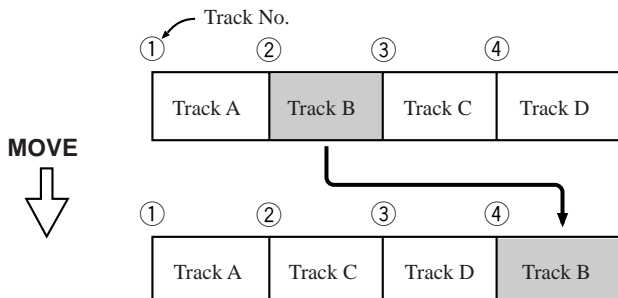 Track No.
① ② ③ ④
Track A Track B Track C Track D
MOVE
① ② ③ ④
Track A Track C Track D Track B